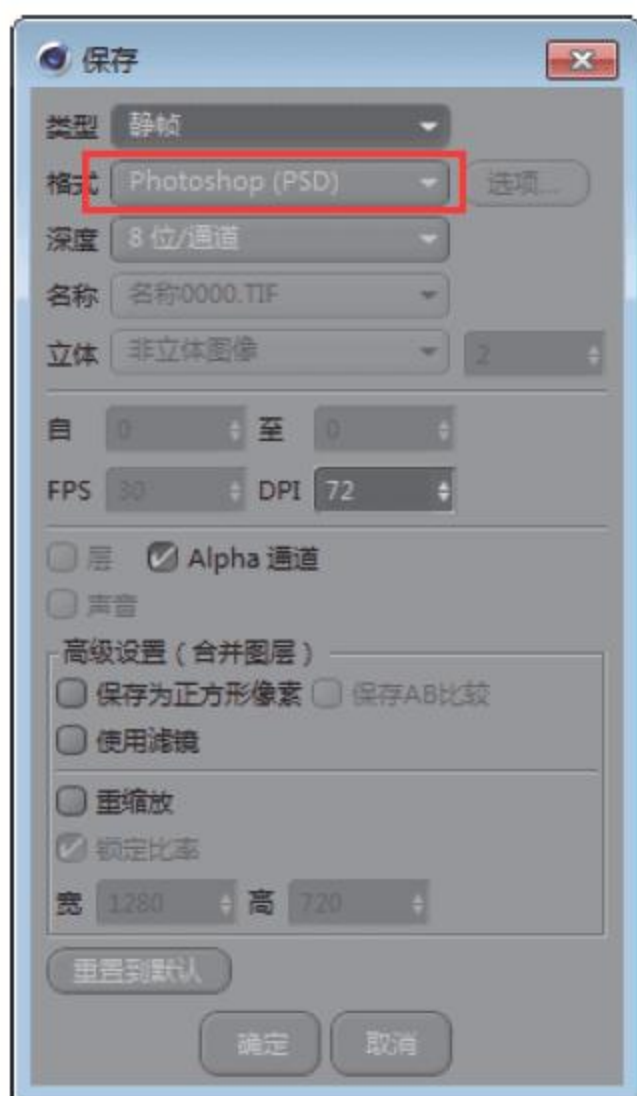 保存
类型 静帧
格式 Photoshop (PSD) 选项...
深度 8 位/通道
名称 名称0000.TIF
立体 非立体图像 2
自 0 至 0
FPS 30 DPI 72
层 Alpha 通道
声音
高级设置 ( 合并图层 )
保存为正方形像素 保存AB比较
使用滤镜
重缩放
锁定比率
宽 1280 高 720
重置到默认
确定 取消